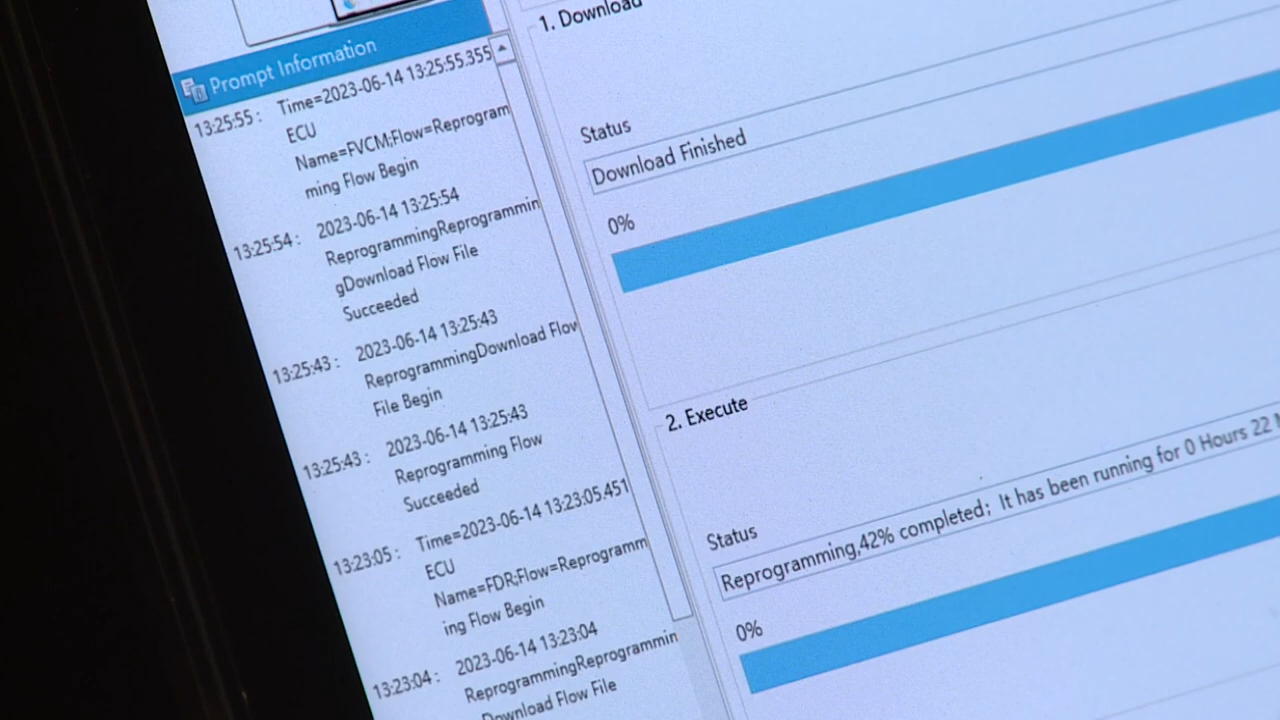 Prompt Information
13:25:55 : Time=2023-06-14 13:25:55.355
ECU
Name=FVCM;Flow=Reprogram
ming Flow Begin
13:25:54 : 2023-06-14 13:25:54
ReprogrammingReprogrammin
gDownload Flow File
Succeeded
13:25:43 : 2023-06-14 13:25:43
ReprogrammingDownload Flow
File Begin
13:25:43 : 2023-06-14 13:25:43
Reprogramming Flow
Succeeded
13:23:05 : Time=2023-06-14 13:23:05.451
ECU
Name=FDR;Flow=Reprogramm
ing Flow Begin
13:23:04 : 2023-06-14 13:23:04
ReprogrammingReprogrammin
Download Flow File
1. Download
Status
Download Finished
0%
2. Execute
Status
Reprogramming,42% completed; It has been running for 0 Hours 22
0%